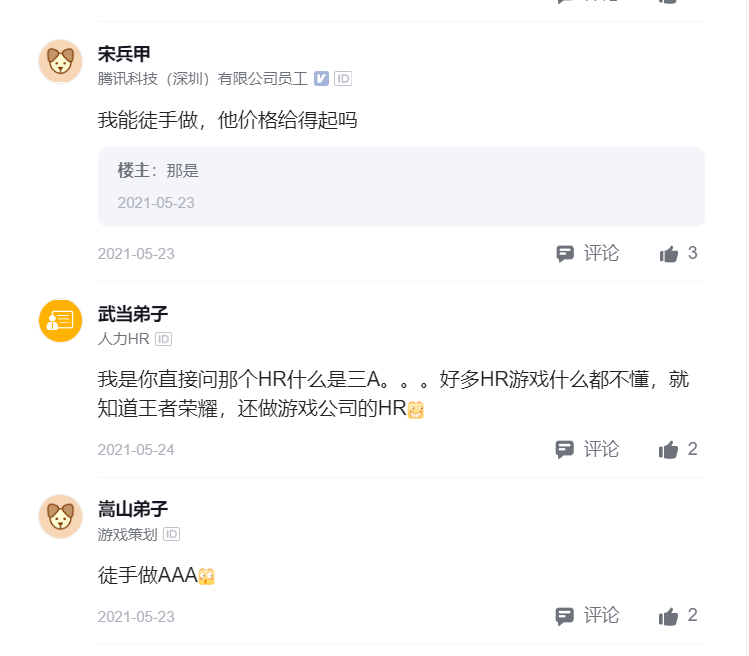 宋兵甲
腾讯科技（深圳）有限公司员工 V ID
我能徒手做，他价格给得起吗
楼主：那是
2021-05-23
2021-05-23 评论 3
武当弟子
人力HR ID
我是你直接问那个HR什么是三A。。。好多HR游戏什么都不懂，就
知道王者荣耀，还做游戏公司的HR
2021-05-24 评论 2
嵩山弟子
游戏策划 ID
徒手做AAA
2021-05-23 评论 2